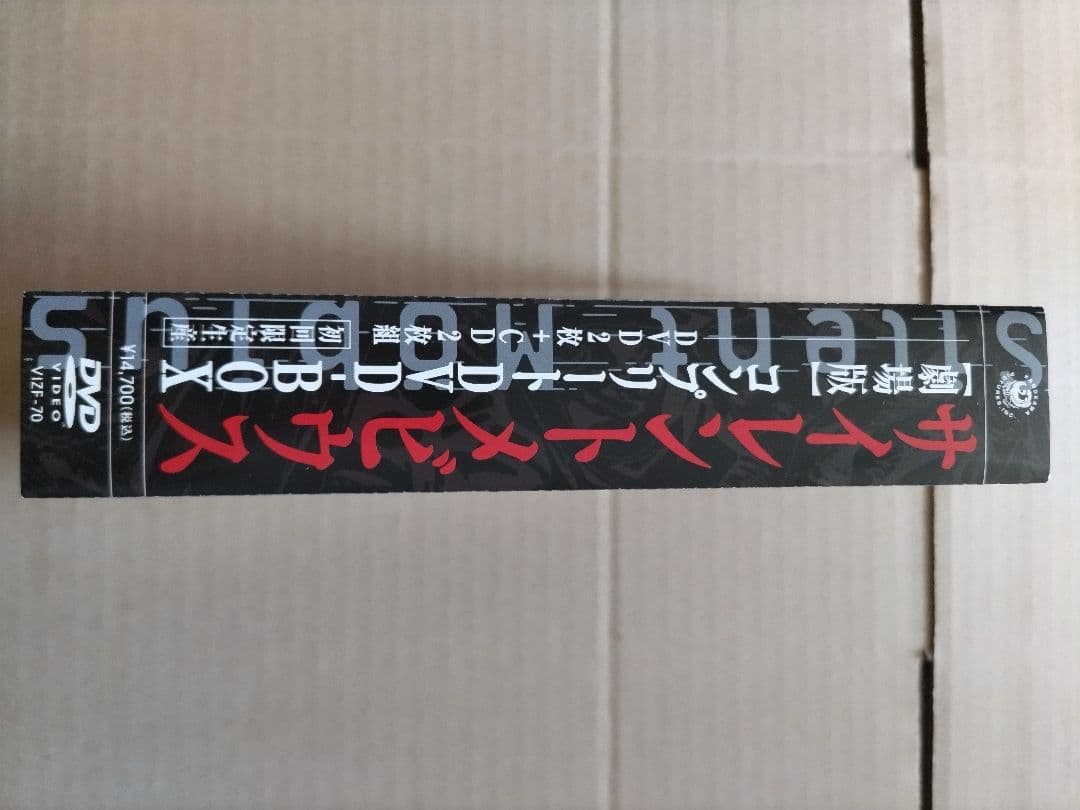 サイレントメビウス
【劇場版】コンプリートDVD-BOX
DVD2枚+CD2枚組
初回限定生産
¥14,700(税込)
DVD
VIDEO
VIZF-70